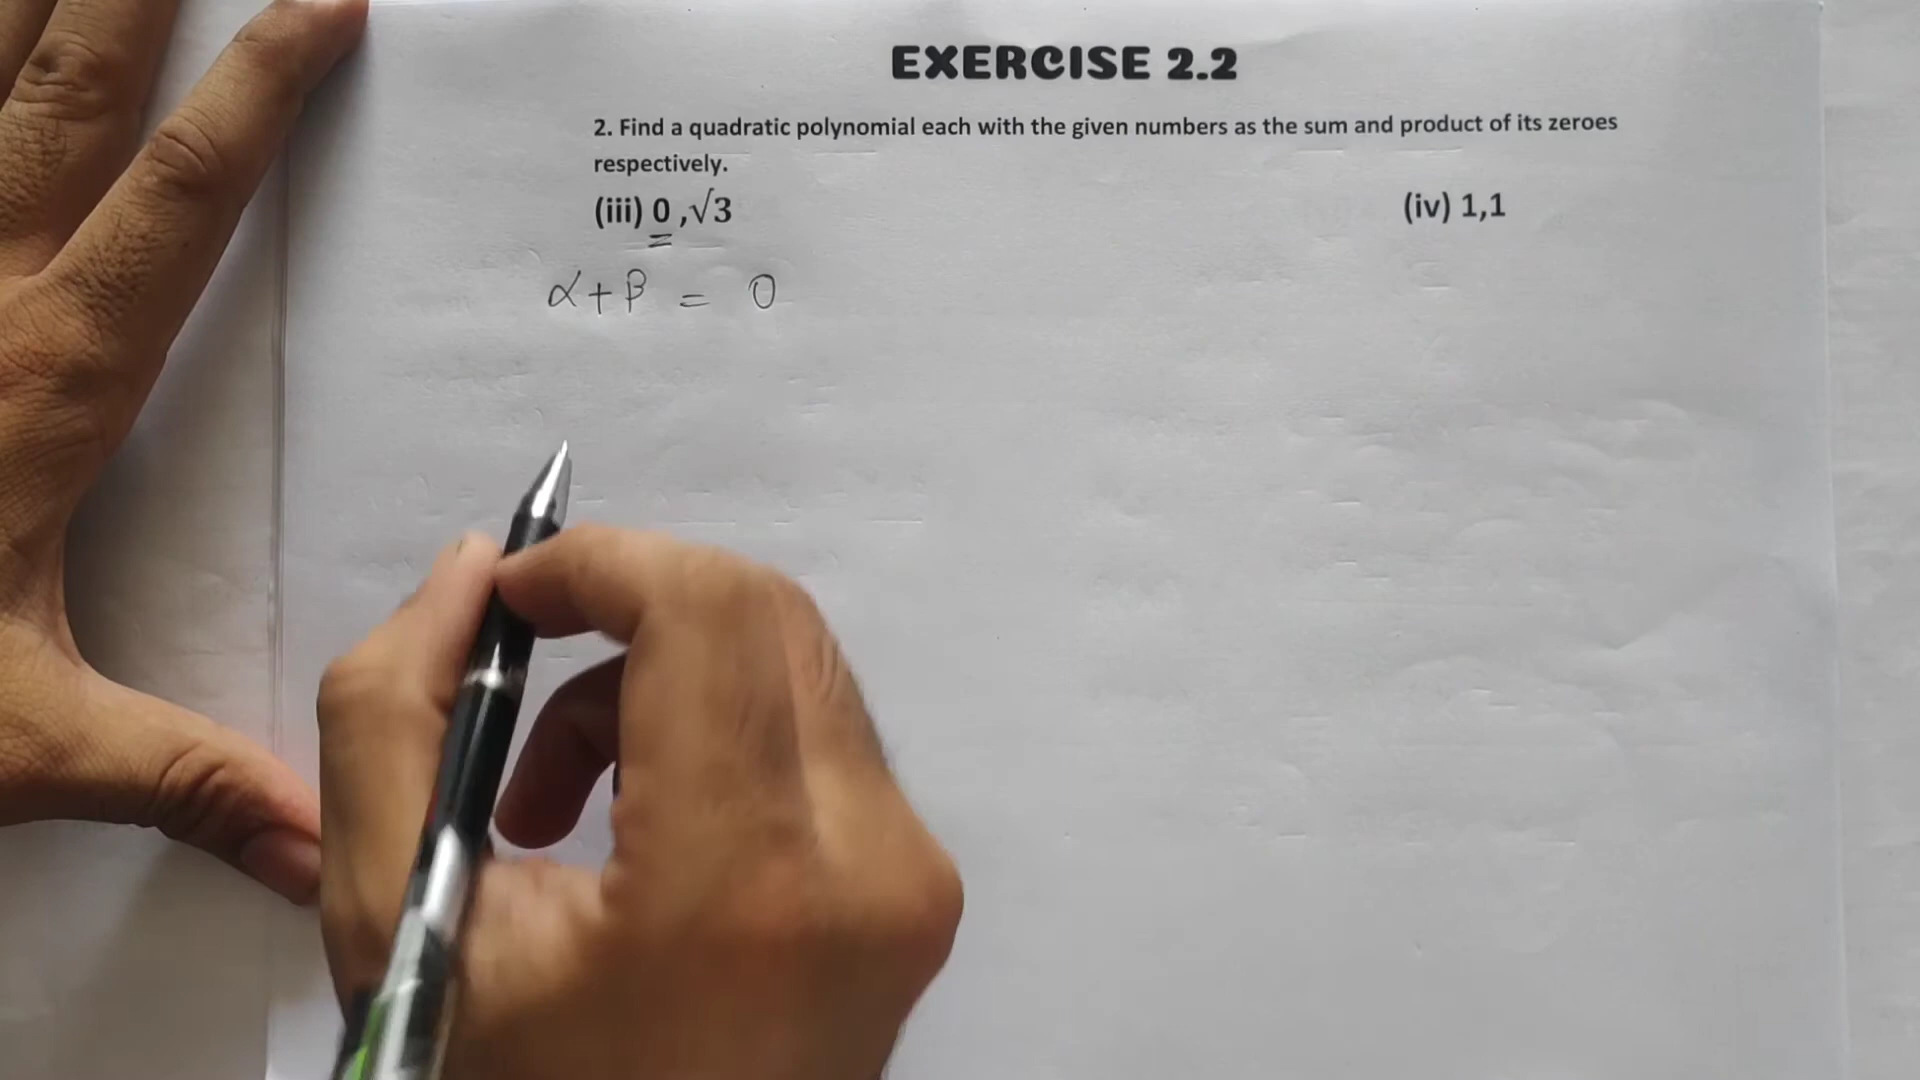 EXERCISE 2.2
2. Find a quadratic polynomial each with the given numbers as the sum and product of its zeroes
respectively.
(iii) 0 ,√3
(iv) 1,1
α+β = 0